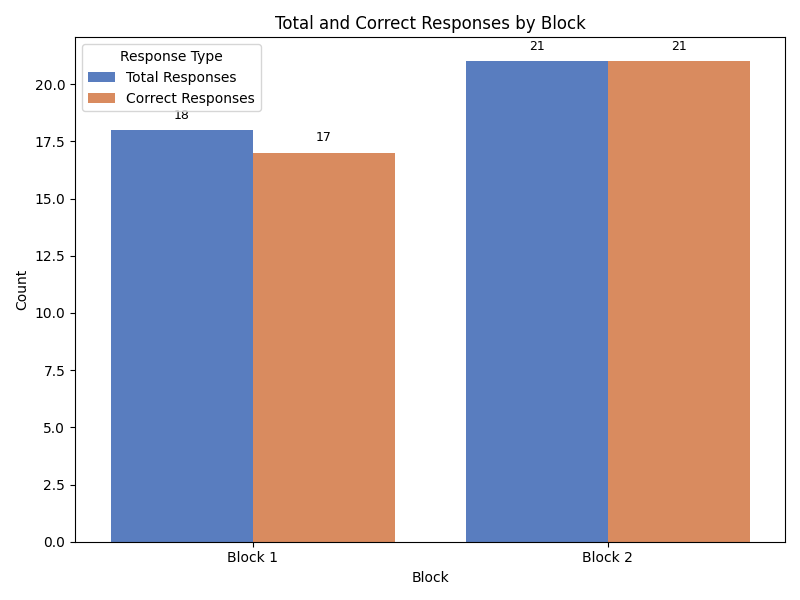 Total and Correct Responses by Block
Response Type
Total Responses
Correct Responses
18
17
21
21
20.0
17.5
15.0
12.5
10.0
7.5
5.0
2.5
0.0
Count
Block 1
Block 2
Block